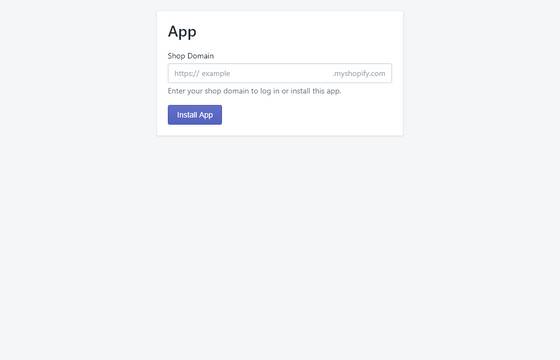 App
Shop Domain
https:// example .myshopify.com
Enter your shop domain to log in or install this app.
Install App